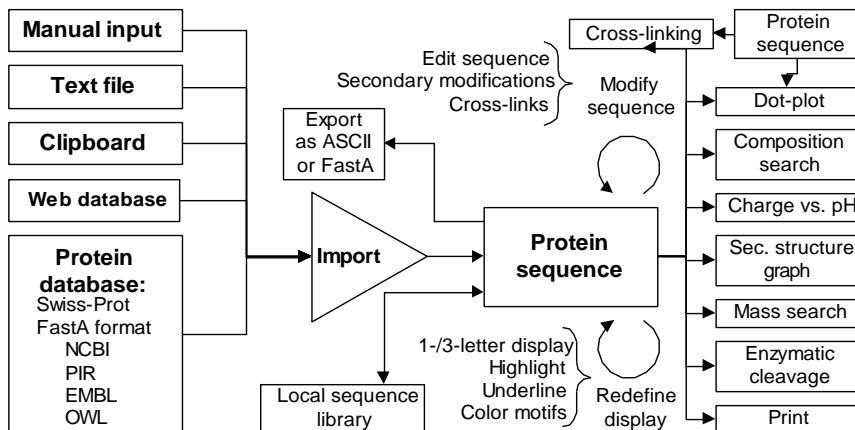 Manual input
Text file
Clipboard
Web database
Protein
database:
Swiss-Prot
FastA format
NCBI
PIR
EMBL
OWL
Export
as ASCII
or FastA
Import
Local sequence
library
Edit sequence
Secondary modifications
Cross-links
Modify
sequence
Protein
sequence
1-/3-letter display
Highlight
Underline
Color motifs
Redefine
display
Cross-linking
Protein
sequence
Dot-plot
Composition
search
Charge vs. pH
Sec. structure
graph
Mass search
Enzymatic
cleavage
Print